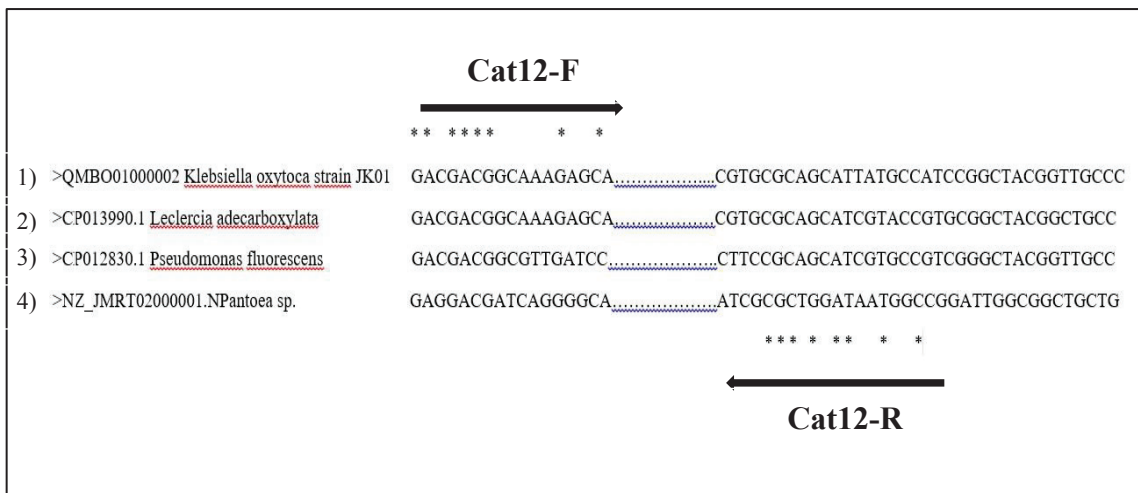 Cat12-F
** **** * *
1) >QMBO01000002 Klebsiella oxytoca strain JK01 GACGACGGCAAAGAGCA....................CGTGCGCAGCATTATGCCATCCGGCTACGGTTGCCC
2) >CP013990.1 Leclercia adecarboxylata GACGACGGCAAAGAGCA..................CGTGCGCAGCATCGTACCGTGCGGCTACGGCTGCC
3) >CP012830.1 Pseudomonas fluorescens GACGACGGCGTTGATCC...................CTTCCGCAGCATCGTGCCGTCGGGCTACGGTTGCC
4) >NZ_JMRT02000001.NPantoea sp. GAGGACGATCAGGGGCA..................ATCGCGCTGGATAATGGCCGGATTGGCGGCTGCTG
*** * ** * *
Cat12-R